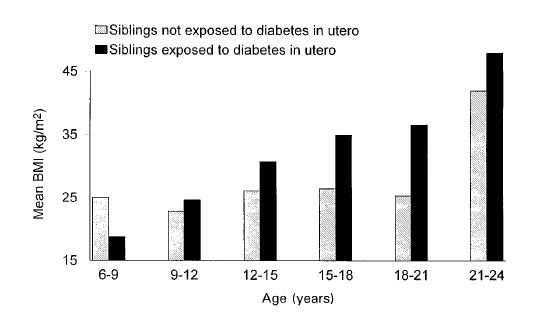 Siblings not exposed to diabetes in utero
Siblings exposed to diabetes in utero
45
35
25
15
Mean BMI (kg/m2)
6-9 9-12 12-15 15-18 18-21 21-24
Age (years)